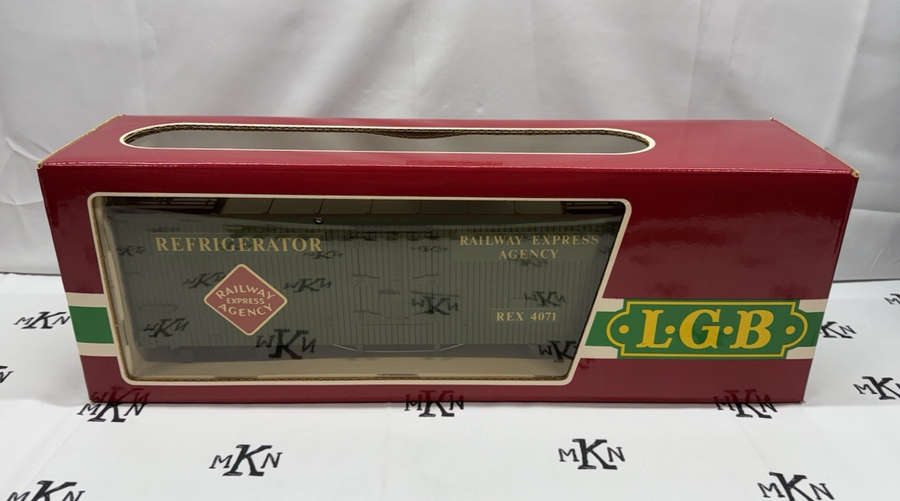 REFRIGERATOR
RAILWAY EXPRESS
AGENCY
RAILWAY
EXPRESS
AGENCY
REX 4071
L·G·B
MKN
MKN
MKN
MKN
MKN
MKN
MKN
MKN
MKN